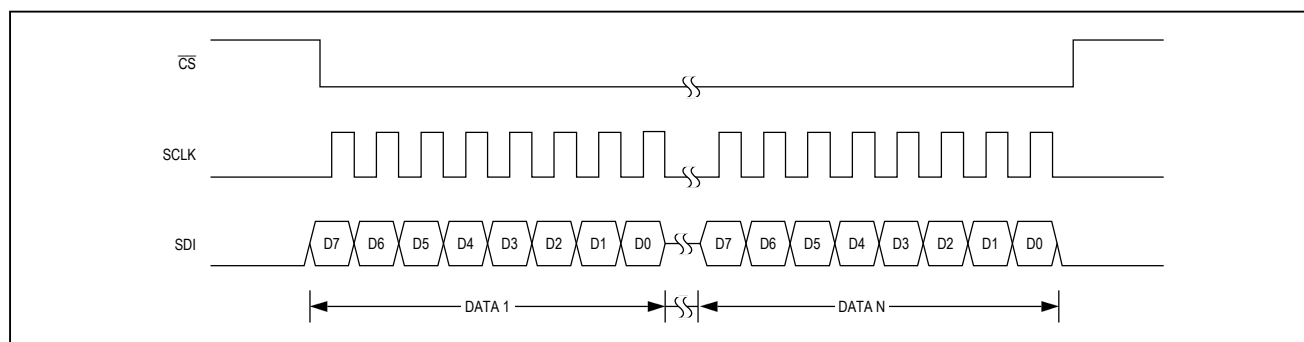 C̅S̅
SCLK
SDI D7 D6 D5 D4 D3 D2 D1 D0 D7 D6 D5 D4 D3 D2 D1 D0
DATA 1 DATA N